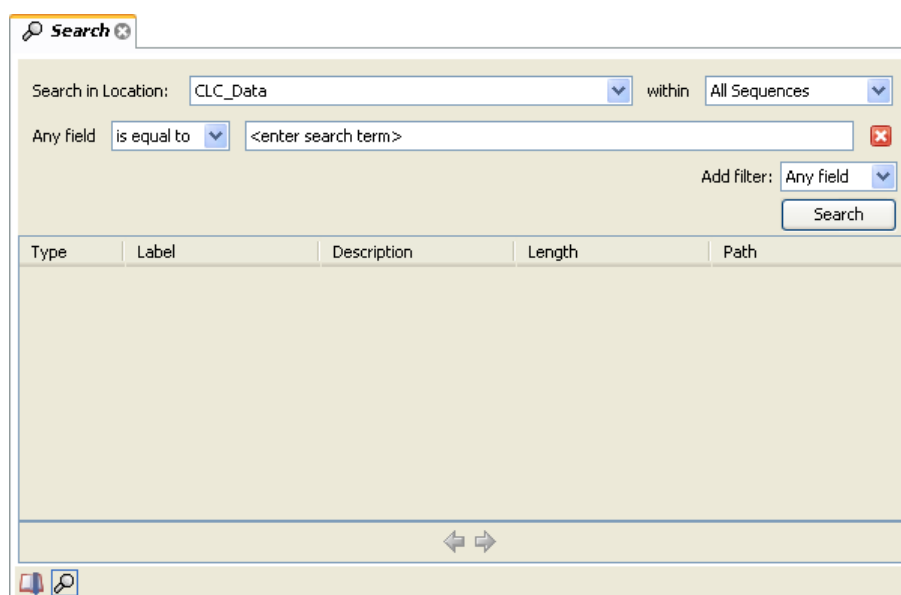 Search
Search in Location: CLC_Data within All Sequences
Any field is equal to <enter search term>
Add filter: Any field
Search
Type Label Description Length Path